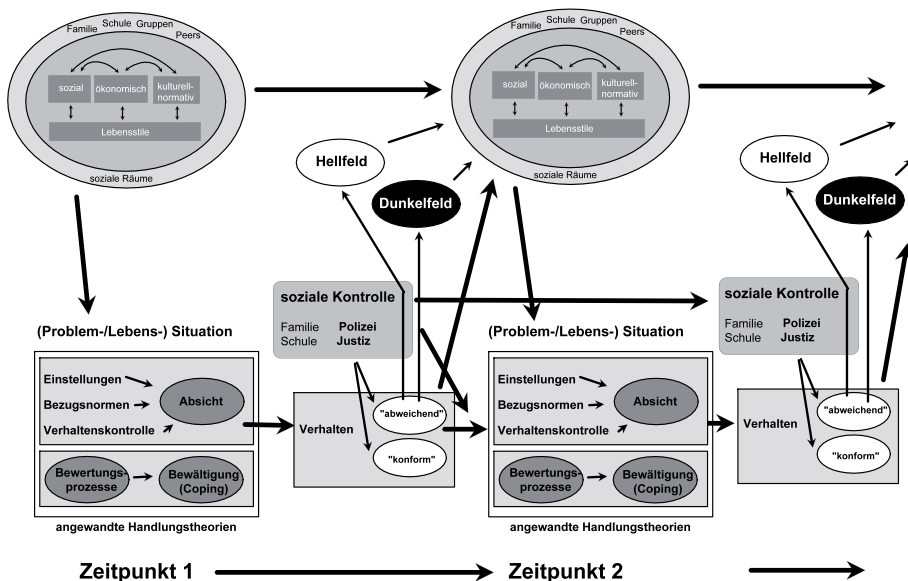 Familie
Schule
Gruppen
Peers
sozial
ökonomisch
kulturell-
normativ
Lebensstile
soziale Räume
Hellfeld
Dunkelfeld
soziale Kontrolle
Familie Polizei
Schule Justiz
(Problem-/Lebens-) Situation
Einstellungen
Bezugsnormen
Verhaltenskontrolle
Absicht
Bewertungs-
prozesse
Bewältigung
(Coping)
angewandte Handlungstheorien
Verhalten
"abweichend"
"konform"
Familie
Schule
Gruppen
Peers
sozial
ökonomisch
kulturell-
normativ
Lebensstile
soziale Räume
Hellfeld
Dunkelfeld
soziale Kontrolle
Familie Polizei
Schule Justiz
(Problem-/Lebens-) Situation
Einstellungen
Bezugsnormen
Verhaltenskontrolle
Absicht
Bewertungs-
prozesse
Bewältigung
(Coping)
angewandte Handlungstheorien
Verhalten
"abweichend"
"konform"
Zeitpunkt 1
Zeitpunkt 2